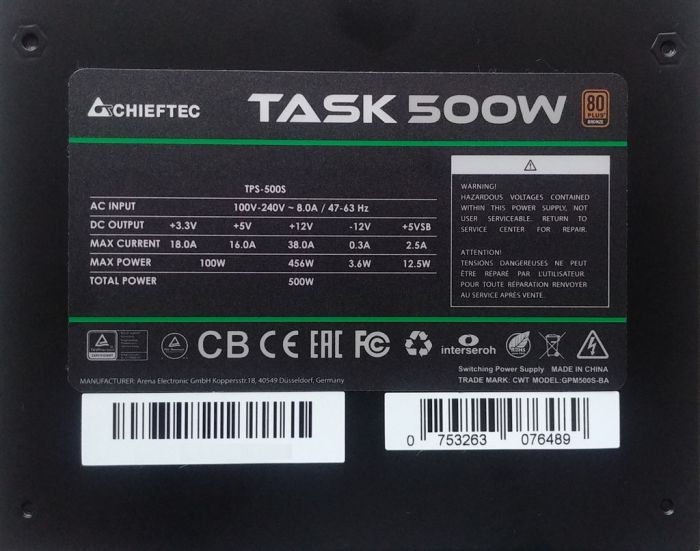 CHIEFTEC TASK 500W 80 PLUS BRONZE
TPS-500S
AC INPUT 100V-240V ~ 8.0A / 47-63 Hz
DC OUTPUT +3.3V +5V +12V -12V +5VSB
MAX CURRENT 18.0A 16.0A 38.0A 0.3A 2.5A
MAX POWER 100W 456W 3.6W 12.5W
TOTAL POWER 500W
WARNING!
HAZARDOUS VOLTAGES CONTAINED
WITHIN THIS POWER SUPPLY, NOT
USER SERVICEABLE. RETURN TO
SERVICE CENTER FOR REPAIR.
ATTENTION!
TENSIONS DANGEREUSES NE PEUT
ÊTRE RÉPARÉ PAR L'UTILISATEUR.
POUR TOUTE RÉPARATION RENVOYER
AU SERVICE APRÈS VENTE.
CB CE EAC FC interseroh
Switching Power Supply MADE IN CHINA
MANUFACTURER: Arena Electronic GmbH Koppersstr.18, 40549 Düsseldorf, Germany
TRADE MARK: CWT MODEL:GPM500S-BA
0 753263 076489